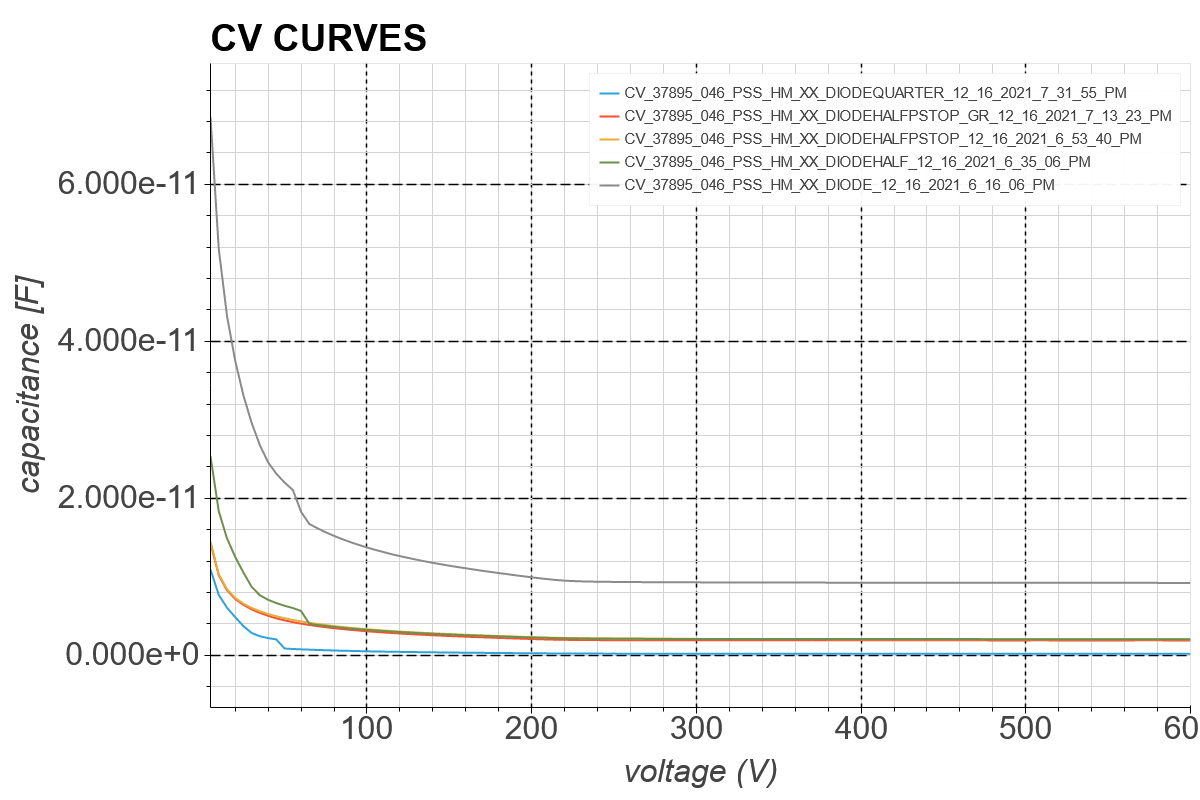 CV CURVES
CV_37895_046_PSS_HM_XX_DIODEQUARTER_12_16_2021_7_31_55_PM
CV_37895_046_PSS_HM_XX_DIODEHALFPSTOP_GR_12_16_2021_7_13_23_PM
CV_37895_046_PSS_HM_XX_DIODEHALFPSTOP_12_16_2021_6_53_40_PM
CV_37895_046_PSS_HM_XX_DIODEHALF_12_16_2021_6_35_06_PM
CV_37895_046_PSS_HM_XX_DIODE_12_16_2021_6_16_06_PM
6.000e-11
4.000e-11
2.000e-11
0.000e+0
capacitance [F]
100 200 300 400 500 60
voltage (V)